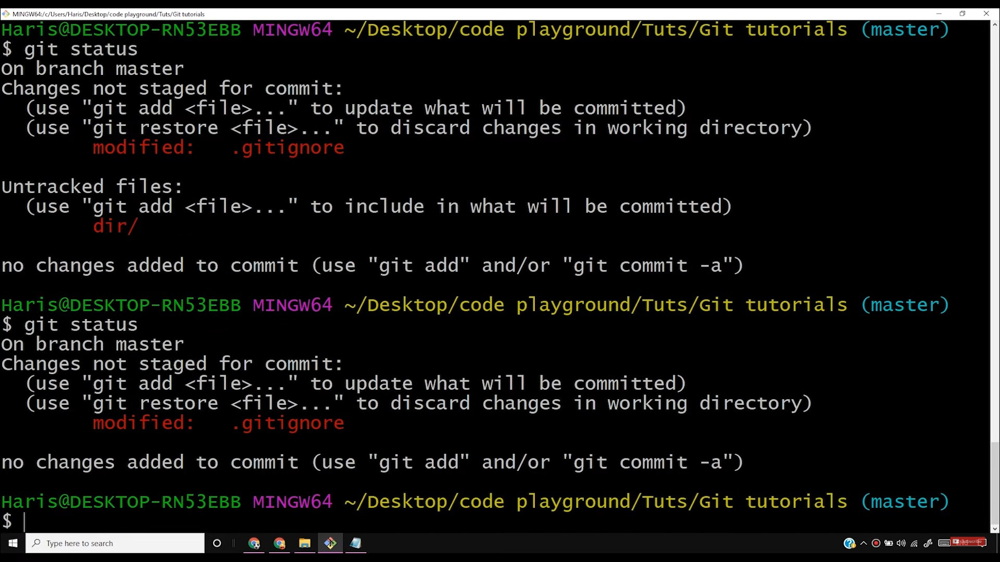 MINGW64:/c/Users/Haris/Desktop/code playground/Tuts/Git tutorials
Haris@DESKTOP-RN53EBB MINGW64 ~/Desktop/code playground/Tuts/Git tutorials (master)
$ git status
On branch master
Changes not staged for commit:
  (use "git add <file>..." to update what will be committed)
  (use "git restore <file>..." to discard changes in working directory)
        modified:   .gitignore
Untracked files:
  (use "git add <file>..." to include in what will be committed)
        dir/
no changes added to commit (use "git add" and/or "git commit -a")
Haris@DESKTOP-RN53EBB MINGW64 ~/Desktop/code playground/Tuts/Git tutorials (master)
$ git status
On branch master
Changes not staged for commit:
  (use "git add <file>..." to update what will be committed)
  (use "git restore <file>..." to discard changes in working directory)
        modified:   .gitignore
no changes added to commit (use "git add" and/or "git commit -a")
Haris@DESKTOP-RN53EBB MINGW64 ~/Desktop/code playground/Tuts/Git tutorials (master)
$
Type here to search
Subscribe